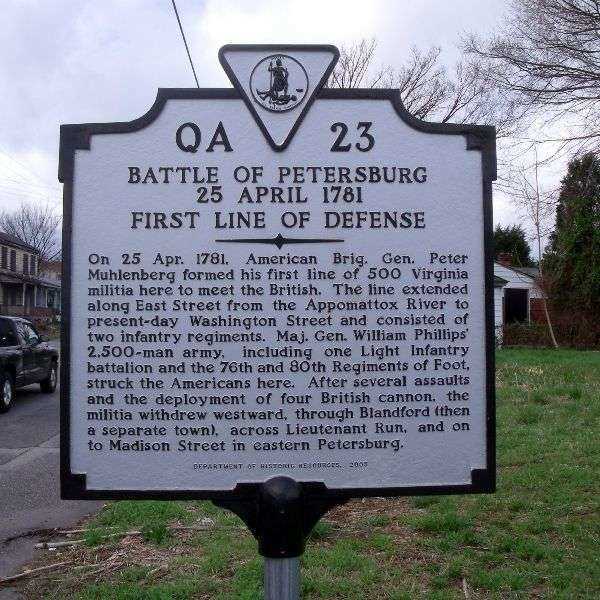 QA 23
BATTLE OF PETERSBURG
25 APRIL 1781
FIRST LINE OF DEFENSE
On 25 Apr. 1781, American Brig. Gen. Peter
Muhlenberg formed his first line of 500 Virginia
militia here to meet the British. The line extended
along East Street from the Appomattox River to
present-day Washington Street and consisted of
two infantry regiments. Maj. Gen. William Phillips'
2,500-man army, including one Light Infantry
battalion and the 76th and 80th Regiments of Foot,
struck the Americans here. After several assaults
and the deployment of four British cannon, the
militia withdrew westward, through Blandford (then
a separate town), across Lieutenant Run, and on
to Madison Street in eastern Petersburg.
DEPARTMENT OF HISTORIC RESOURCES, 2005